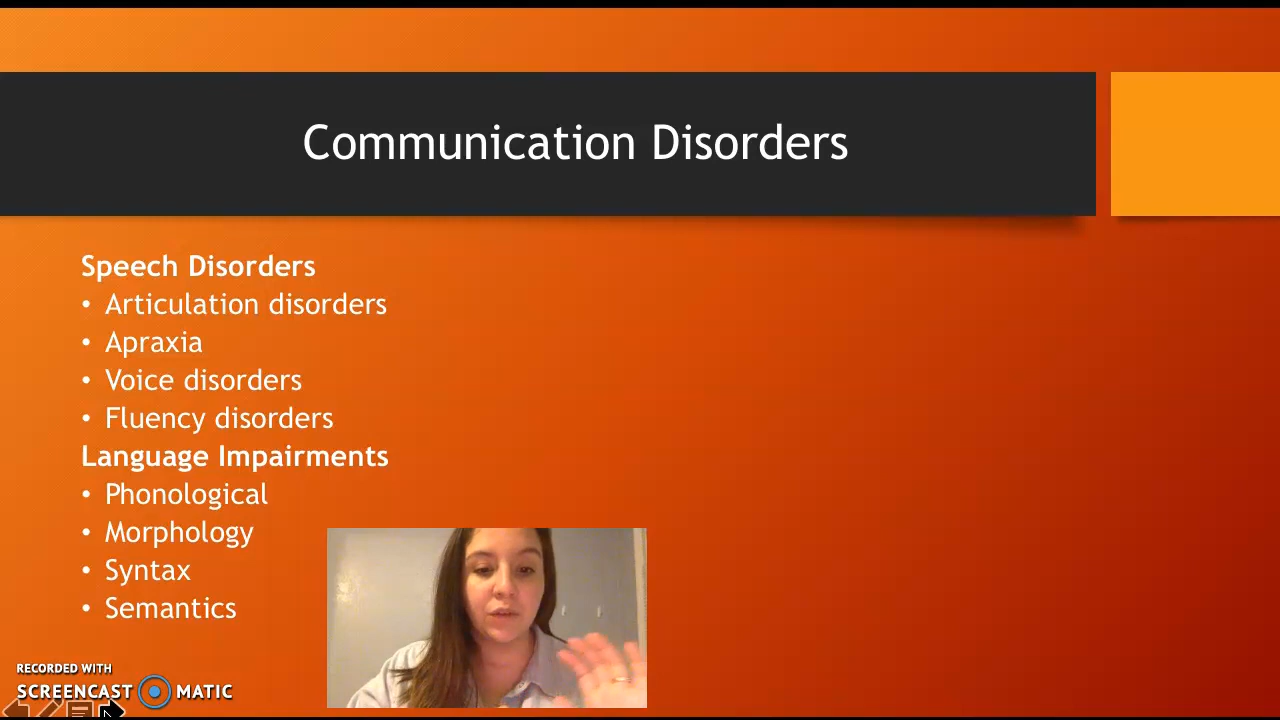 Communication Disorders
Speech Disorders
• Articulation disorders
• Apraxia
• Voice disorders
• Fluency disorders
Language Impairments
• Phonological
• Morphology
• Syntax
• Semantics
RECORDED WITH
SCREENCAST MATIC